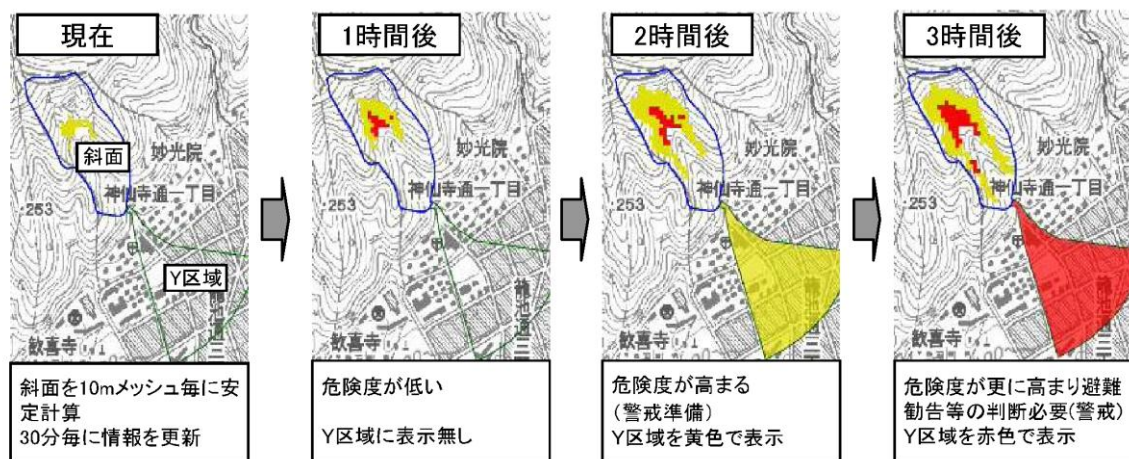 現在
斜面
妙光院
神仙寺通一丁目
・253
Y区域
歓喜寺
斜面を10mメッシュ毎に安
定計算
30分毎に情報を更新
1時間後
妙光院
神仙寺通一丁目
・253
歓喜寺
危険度が低い
Y区域に表示無し
2時間後
妙光院
神仙寺通一丁目
・253
歓喜寺
危険度が高まる
(警戒準備)
Y区域を黄色で表示
3時間後
妙光院
神仙寺通一丁目
・253
歓喜寺
危険度が更に高まり避難
勧告等の判断必要(警戒)
Y区域を赤色で表示